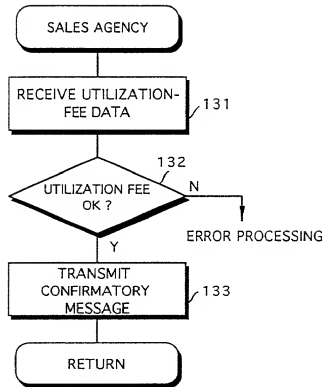 SALES AGENCY
RECEIVE UTILIZATION-
FEE DATA
131
132
UTILIZATION FEE
OK ?
N
ERROR PROCESSING
Y
TRANSMIT
CONFIRMATORY
MESSAGE
133
RETURN